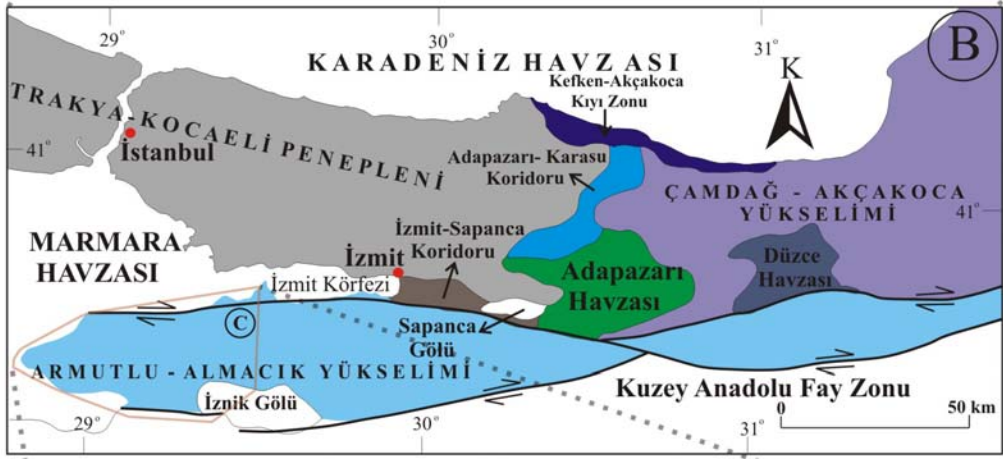 29°
30°
31°
B
KARADENİZ HAVZASI
K
Kefken-Akçakoca
Kıyı Zonu
TRAKYA-KOCAELİ PENEPLENİ
41°
İstanbul
Adapazarı- Karasu
Koridoru
ÇAMDAĞ - AKÇAKOCA
YÜKSELİMİ
41°
MARMARA
HAVZASI
İzmit-Sapanca
Koridoru
İzmit
İzmit Körfezi
Adapazarı
Havzası
Düzce
Havzası
C
Sapanca
Gölü
ARMUTLU - ALMACIK YÜKSELİMİ
İznik Gölü
Kuzey Anadolu Fay Zonu
0 50 km
29°
30°
31°